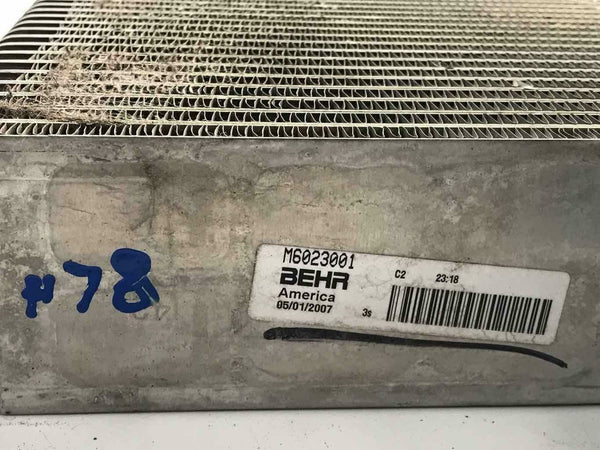 M6023001
BEHR C2 23:18
America
05/01/2007 3s
#78